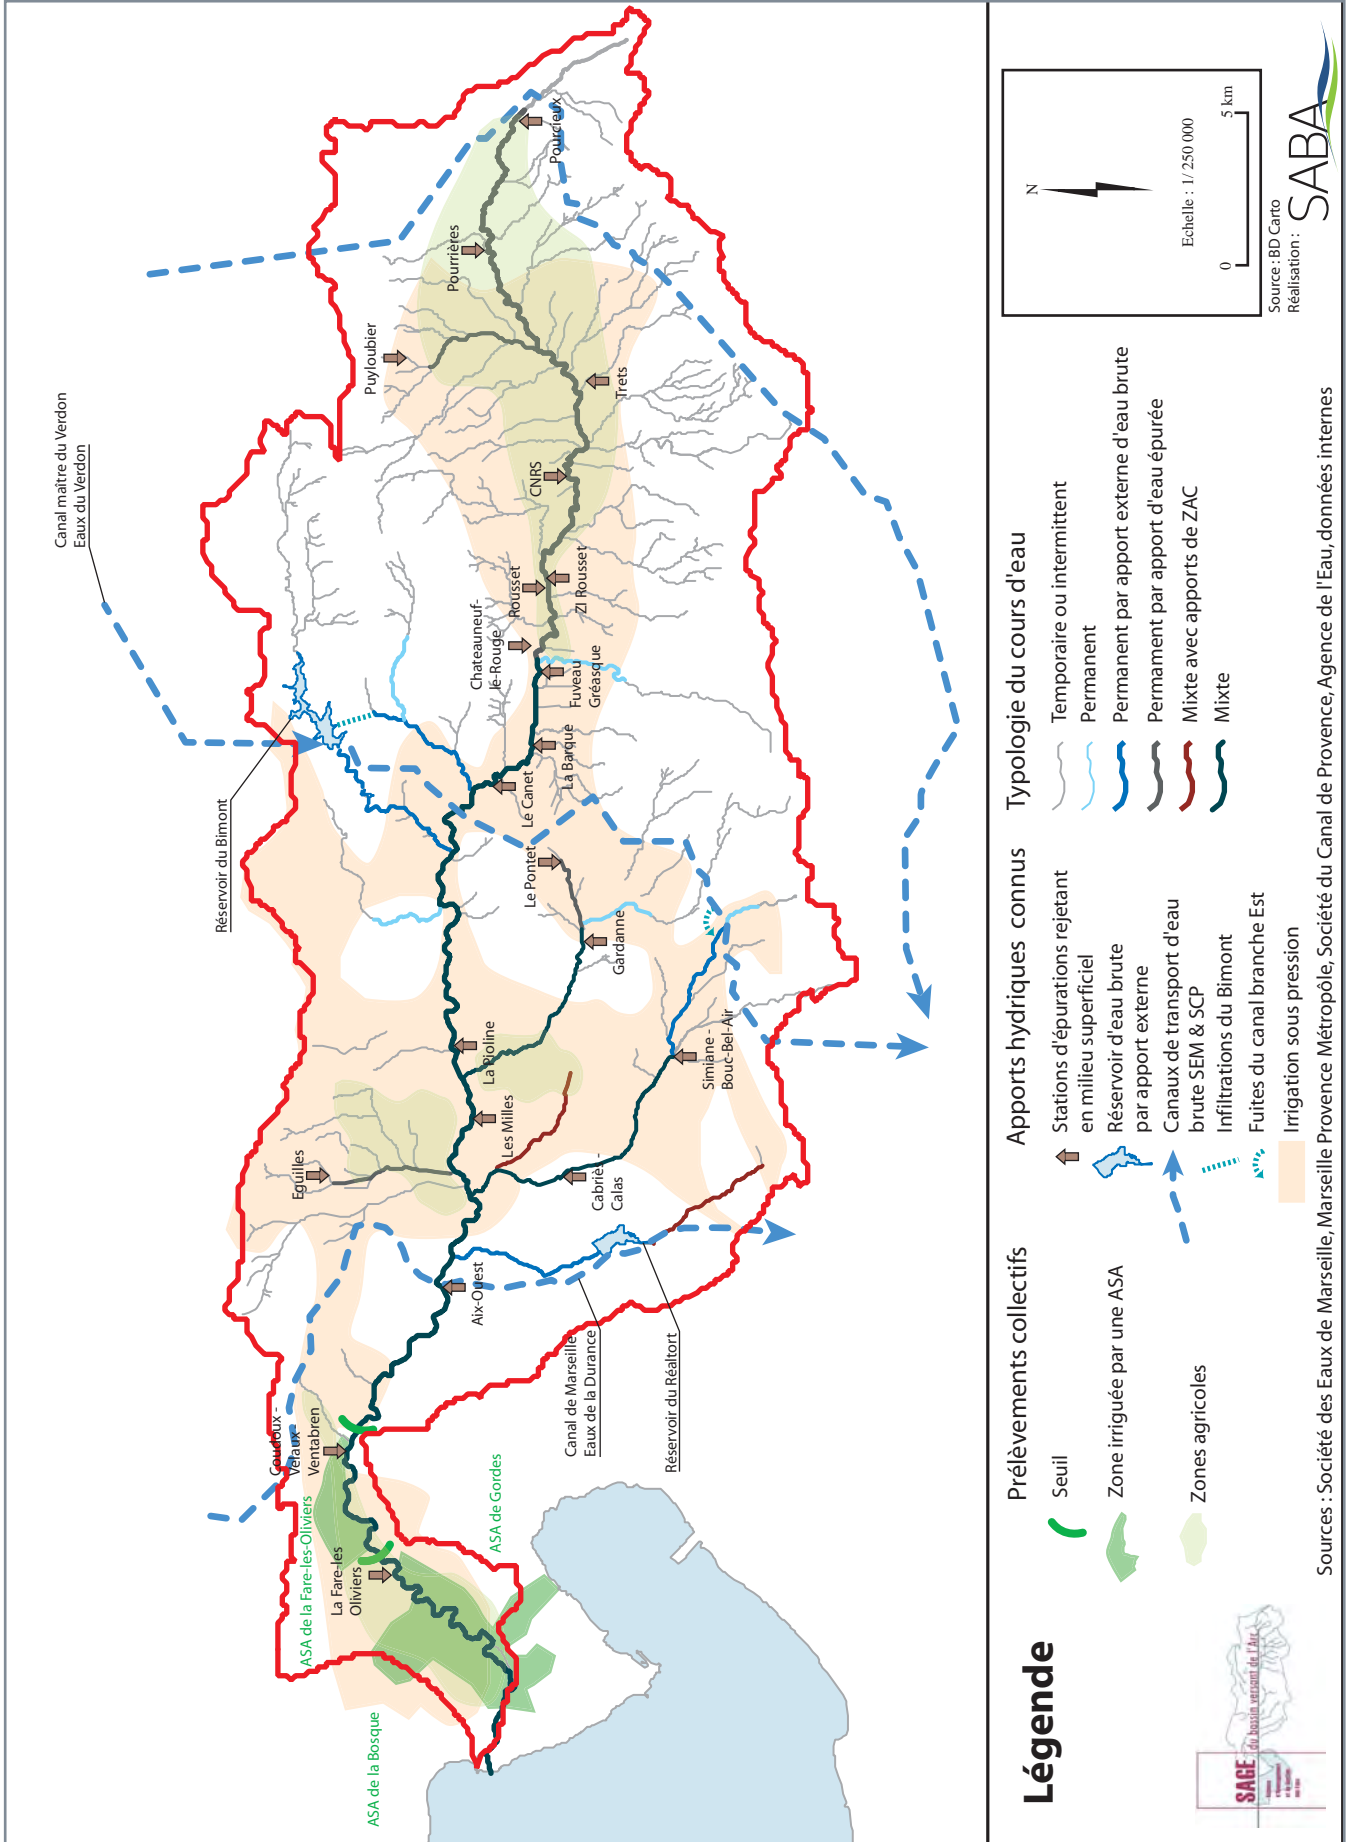 Canal maître du Verdon
Eaux du Verdon
Réservoir du Bimont
Puyloubier
Pourrières
Pourcieux
Trets
CNRS
Rousset
ZI Rousset
Chateauneuf-
le-Rouge
Fuveau
Gréasque
La Barque
Le Canet
Le Pontet
Gardanne
La Pioline
Les Milles
Simiane -
Bouc-Bel-Air
Eguilles
Cabriès -
Calas
Aix-Ouest
Canal de Marseille
Eaux de la Durance
Réservoir du Réaltort
Coudoux -
Velaux -
Ventabren
La Fare-les
Oliviers
ASA de la Fare-les-Oliviers
ASA de Gordes
ASA de la Bosque
Légende
Prélèvements collectifs
Seuil
Zone irriguée par une ASA
Zones agricoles
Apports hydriques connus
Stations d'épurations rejetant
en milieu superficiel
Réservoir d'eau brute
par apport externe
Canaux de transport d'eau
brute SEM & SCP
Infiltrations du Bimont
Fuites du canal branche Est
Irrigation sous pression
Typologie du cours d'eau
Temporaire ou intermittent
Permanent
Permanent par apport externe d'eau brute
Permament par apport d'eau épurée
Mixte avec apports de ZAC
Mixte
N
Echelle : 1/ 250 000
0
5 km
Source : BD Carto
Réalisation :
SABA
SAGE
du bassin versant de l'Arc
Sources : Société des Eaux de Marseille, Marseille Provence Métropôle, Société du Canal de Provence, Agence de l'Eau, données internes